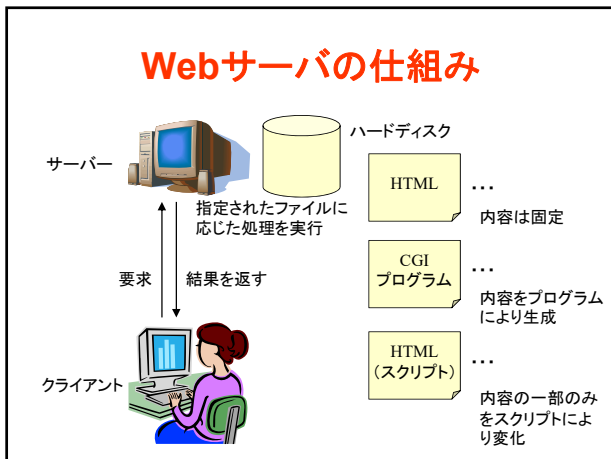 Webサーバの仕組み
サーバー
ハードディスク
指定されたファイルに
応じた処理を実行
HTML
…
内容は固定
CGI
プログラム
…
内容をプログラム
により生成
要求
結果を返す
クライアント
HTML
(スクリプト)
…
内容の一部のみ
をスクリプトによ
り変化